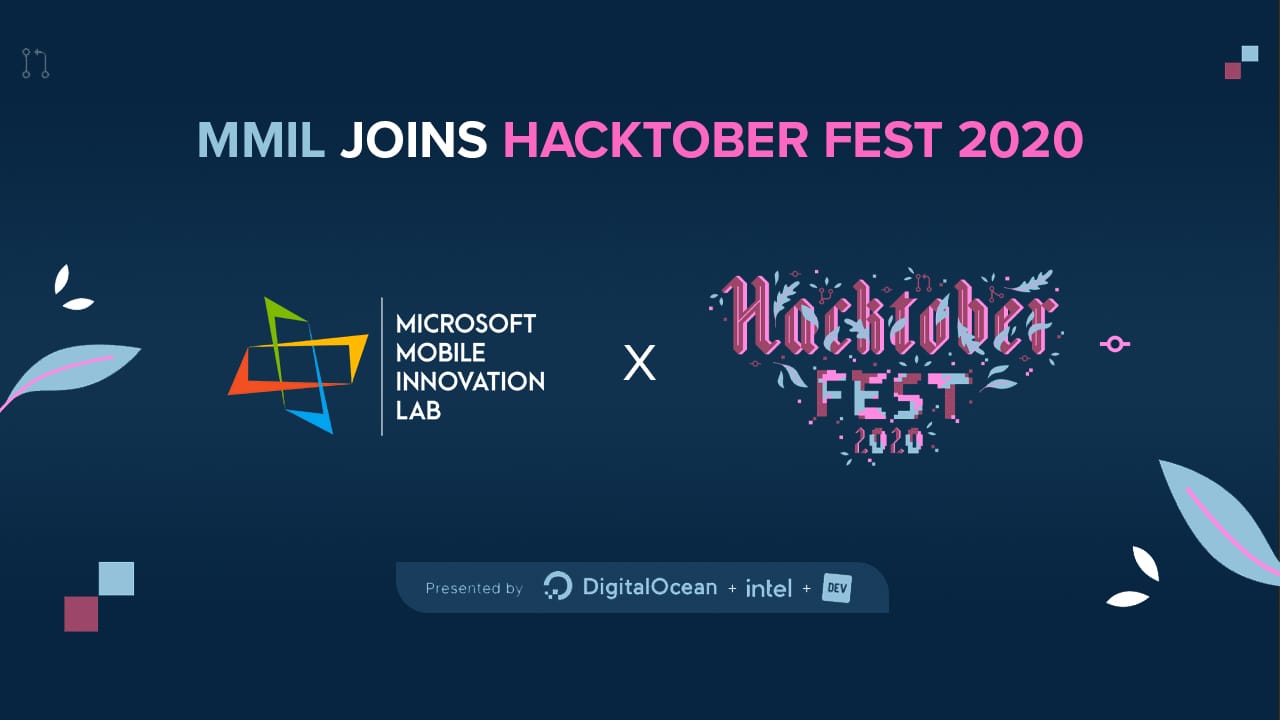 MMIL JOINS HACKTOBER FEST 2020
MICROSOFT
MOBILE
INNOVATION
LAB
X
Hacktober
FEST
2020
Presented by DigitalOcean + intel + DEV